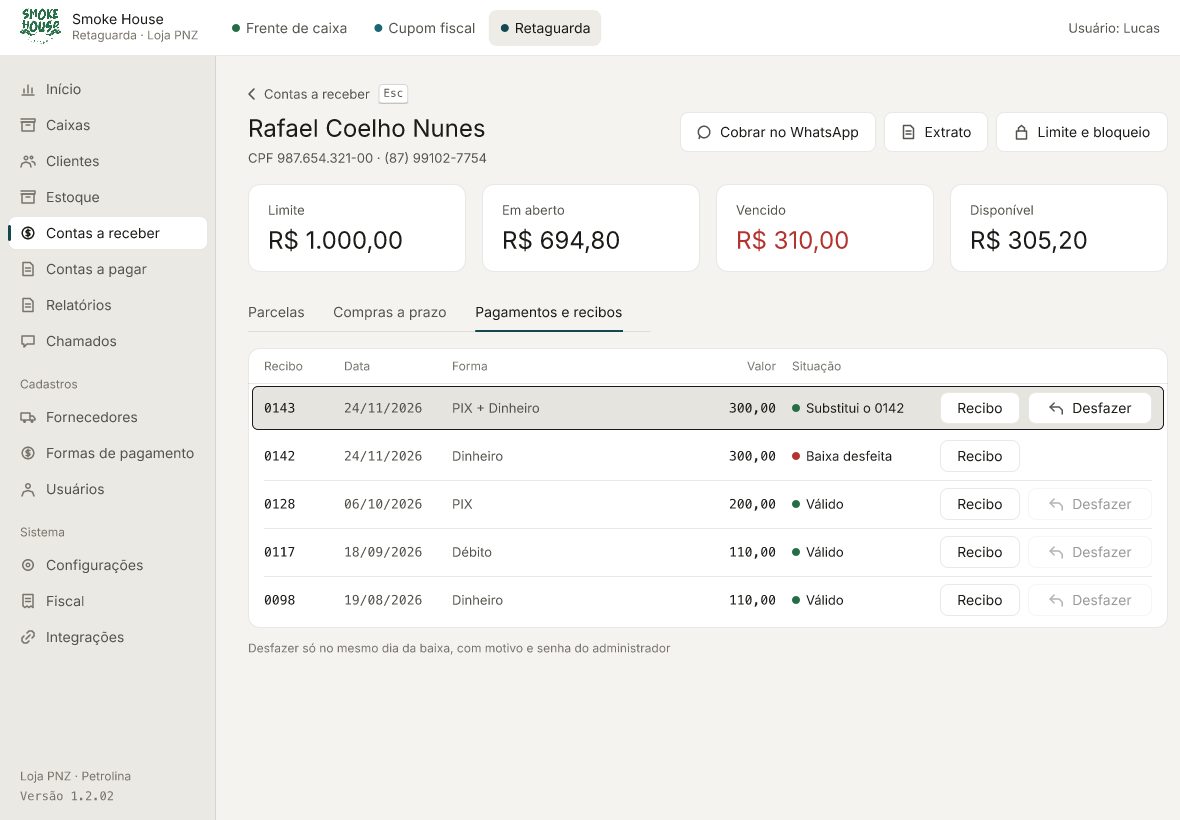 SMOKE HOUSE
Smoke House
Retaguarda · Loja PNZ
Frente de caixa
Cupom fiscal
Retaguarda
Usuário: Lucas
Início
Caixas
Clientes
Estoque
Contas a receber
Contas a pagar
Relatórios
Chamados
Cadastros
Fornecedores
Formas de pagamento
Usuários
Sistema
Configurações
Fiscal
Integrações
Loja PNZ · Petrolina
Versão 1.2.02
Contas a receber Esc
Rafael Coelho Nunes
CPF 987.654.321-00 · (87) 99102-7754
Cobrar no WhatsApp
Extrato
Limite e bloqueio
Limite
R$ 1.000,00
Em aberto
R$ 694,80
Vencido
R$ 310,00
Disponível
R$ 305,20
Parcelas Compras a prazo Pagamentos e recibos
Recibo Data Forma Valor Situação
0143 24/11/2026 PIX + Dinheiro 300,00 Substitui o 0142 Recibo Desfazer
0142 24/11/2026 Dinheiro 300,00 Baixa desfeita Recibo
0128 06/10/2026 PIX 200,00 Válido Recibo Desfazer
0117 18/09/2026 Débito 110,00 Válido Recibo Desfazer
0098 19/08/2026 Dinheiro 110,00 Válido Recibo Desfazer
Desfazer só no mesmo dia da baixa, com motivo e senha do administrador